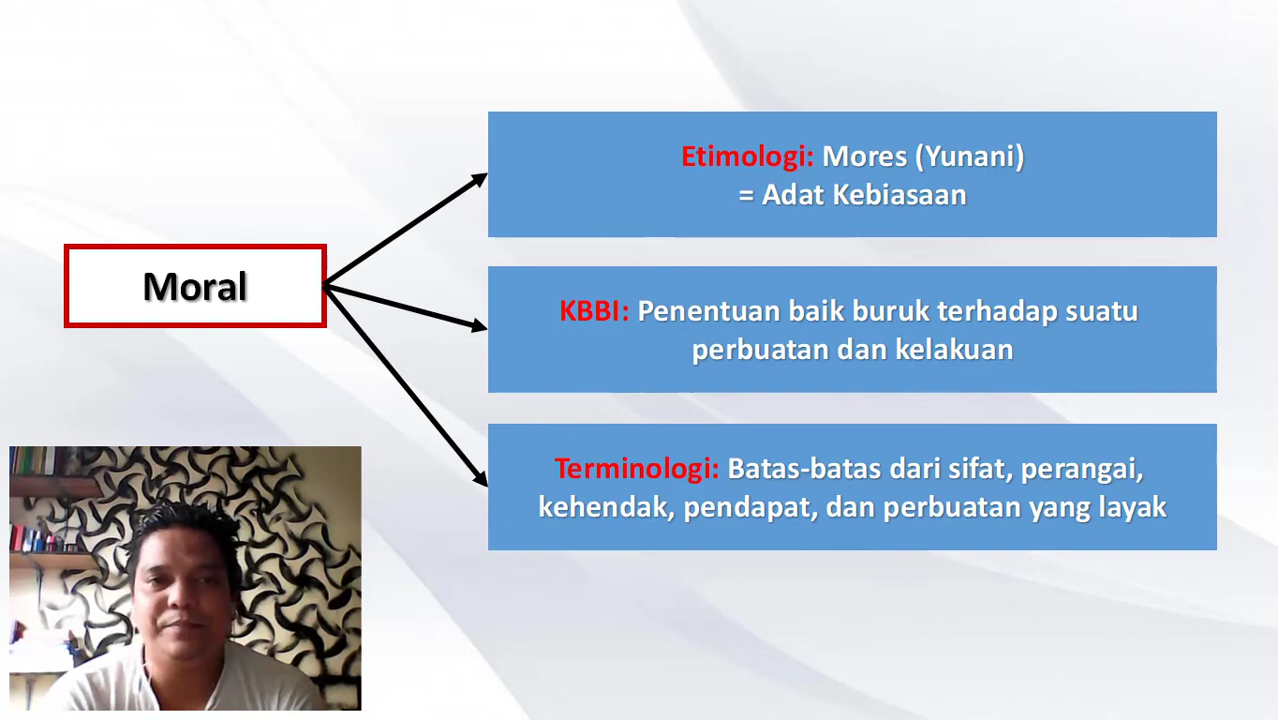 Moral
Etimologi: Mores (Yunani)
= Adat Kebiasaan
KBBI: Penentuan baik buruk terhadap suatu
perbuatan dan kelakuan
Terminologi: Batas-batas dari sifat, perangai,
kehendak, pendapat, dan perbuatan yang layak